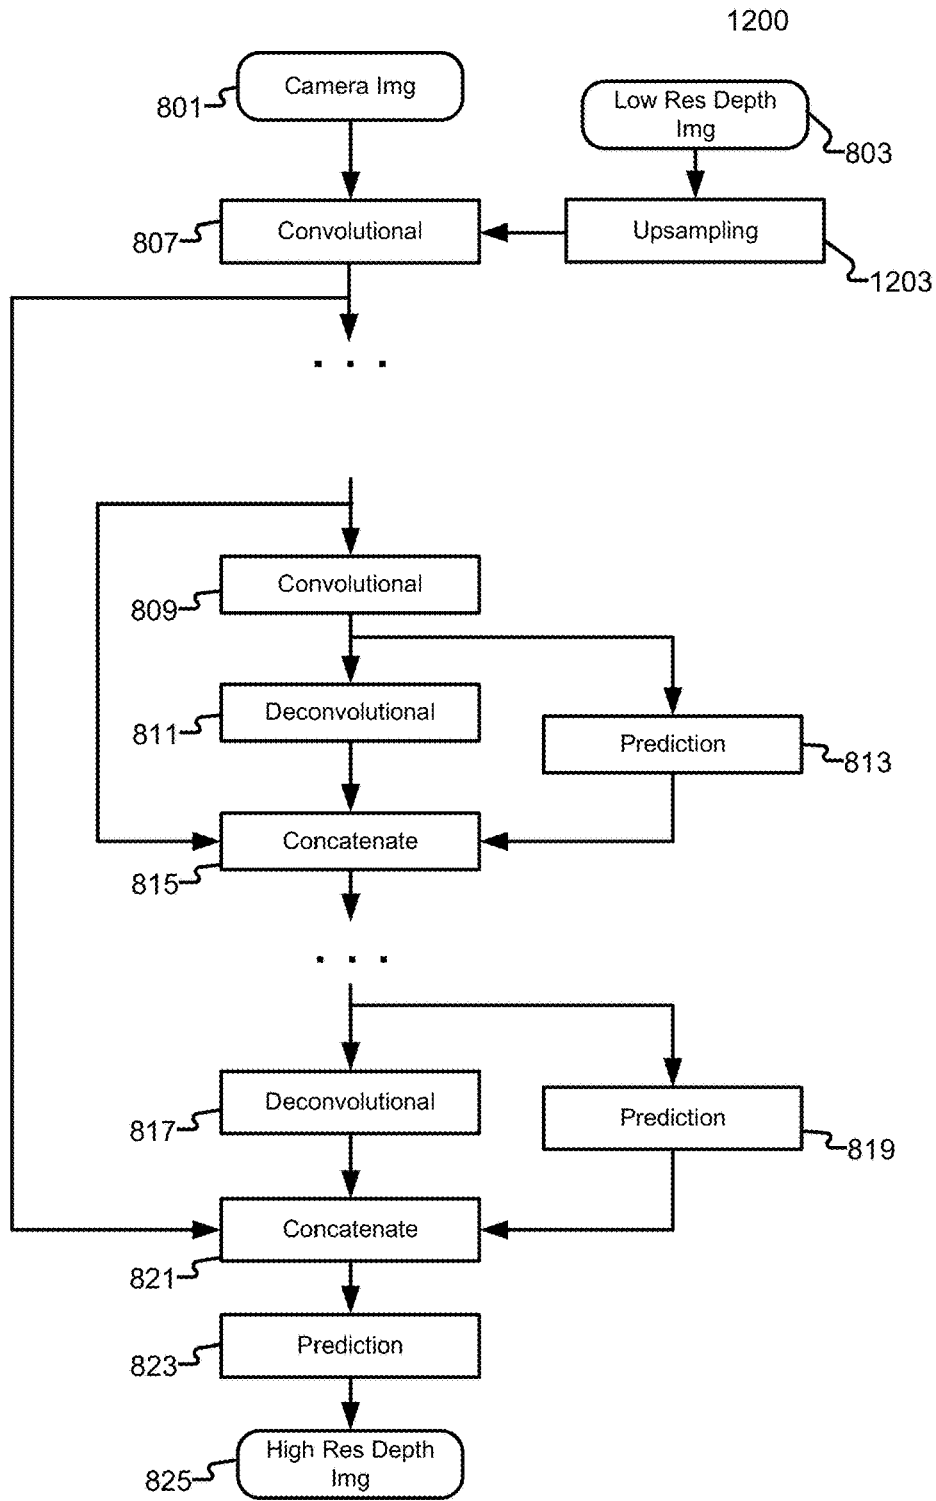 1200
Camera Img
801
Low Res Depth
Img
803
Convolutional
807
Upsampling
1203
. . .
Convolutional
809
Deconvolutional
811
Prediction
813
Concatenate
815
. . .
Deconvolutional
817
Prediction
819
Concatenate
821
Prediction
823
High Res Depth
Img
825